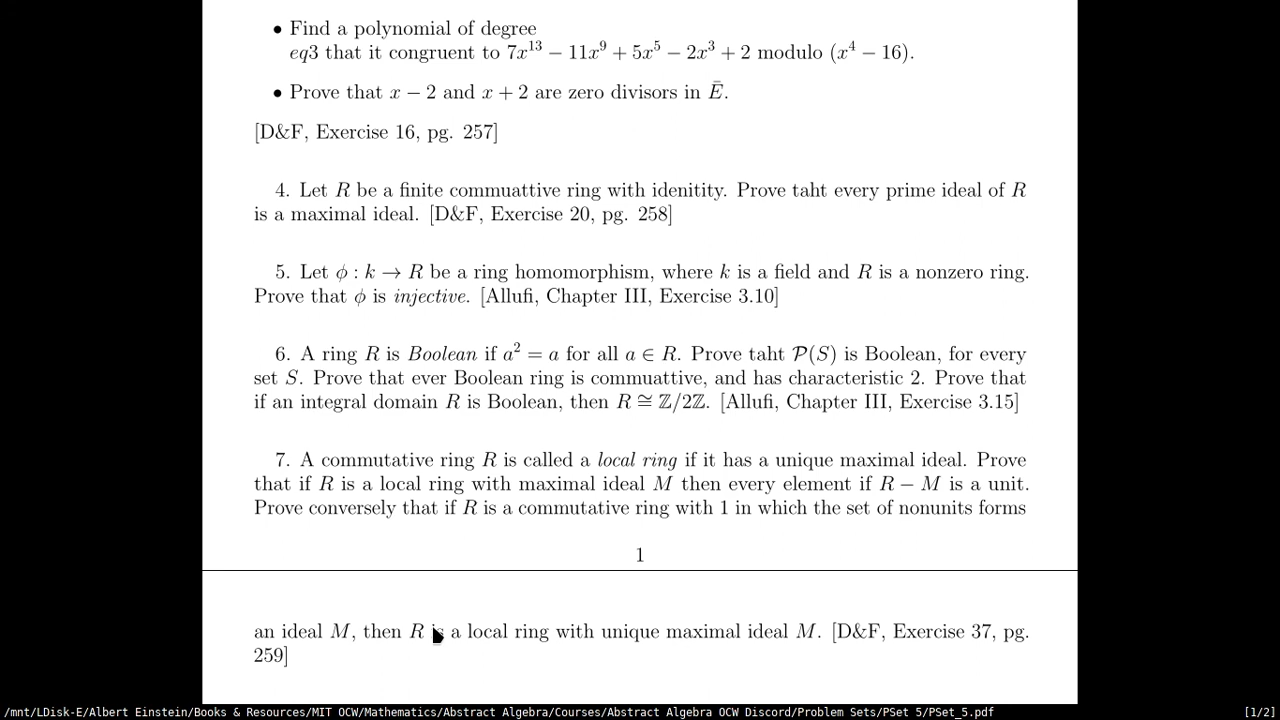 • Find a polynomial of degree
eq3 that it congruent to 7x¹³ − 11x⁹ + 5x⁵ − 2x³ + 2 modulo (x⁴ − 16).
• Prove that x − 2 and x + 2 are zero divisors in Ē.
[D&F, Exercise 16, pg. 257]
4. Let R be a finite commuattive ring with idenitity. Prove taht every prime ideal of R
is a maximal ideal. [D&F, Exercise 20, pg. 258]
5. Let ϕ : k → R be a ring homomorphism, where k is a field and R is a nonzero ring.
Prove that ϕ is injective. [Allufi, Chapter III, Exercise 3.10]
6. A ring R is Boolean if a² = a for all a ∈ R. Prove taht 𝒫(S) is Boolean, for every
set S. Prove that ever Boolean ring is commuattive, and has characteristic 2. Prove that
if an integral domain R is Boolean, then R ≅ ℤ/2ℤ. [Allufi, Chapter III, Exercise 3.15]
7. A commutative ring R is called a local ring if it has a unique maximal ideal. Prove
that if R is a local ring with maximal ideal M then every element if R − M is a unit.
Prove conversely that if R is a commutative ring with 1 in which the set of nonunits forms
1
an ideal M, then R is a local ring with unique maximal ideal M. [D&F, Exercise 37, pg.
259]
/mnt/LDisk-E/Albert Einstein/Books & Resources/MIT OCW/Mathematics/Abstract Algebra/Courses/Abstract Algebra OCW Discord/Problem Sets/PSet 5/PSet_5.pdf [1/2]